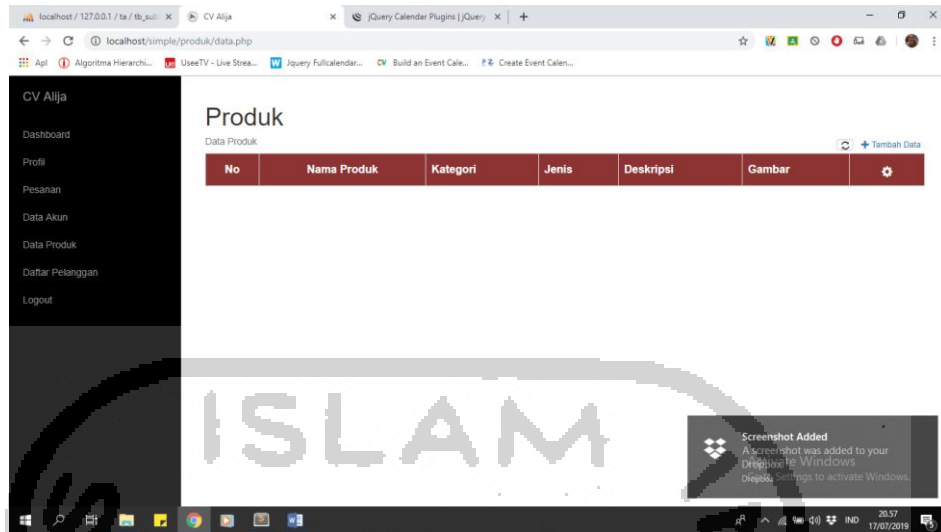 localhost / 127.0.0.1 / ta / tb_sub
CV Alija
jQuery Calendar Plugins | jQuery
localhost/simple/produk/data.php
Apl
Algoritma Hierarchi...
UseeTV - Live Strea...
Jquery Fullcalendar...
Build an Event Cale...
Create Event Calen...
CV Alija
Dashboard
Profil
Pesanan
Data Akun
Data Produk
Daftar Pelanggan
Logout
Produk
Data Produk
Tambah Data
No Nama Produk Kategori Jenis Deskripsi Gambar
ISLAM
Screenshot Added
A screenshot was added to your
Dropbox
Activate Windows
Settings to activate Windows.
IND
20.57
17/07/2019